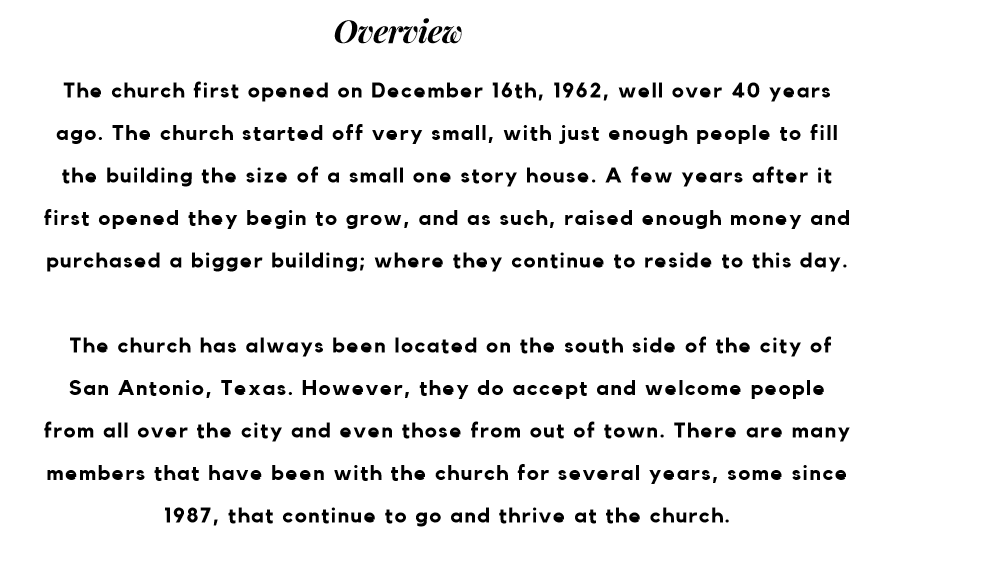 Overview
The church first opened on December 16th, 1962, well over 40 years
ago. The church started off very small, with just enough people to fill
the building the size of a small one story house. A few years after it
first opened they begin to grow, and as such, raised enough money and
purchased a bigger building; where they continue to reside to this day.
The church has always been located on the south side of the city of
San Antonio, Texas. However, they do accept and welcome people
from all over the city and even those from out of town. There are many
members that have been with the church for several years, some since
1987, that continue to go and thrive at the church.